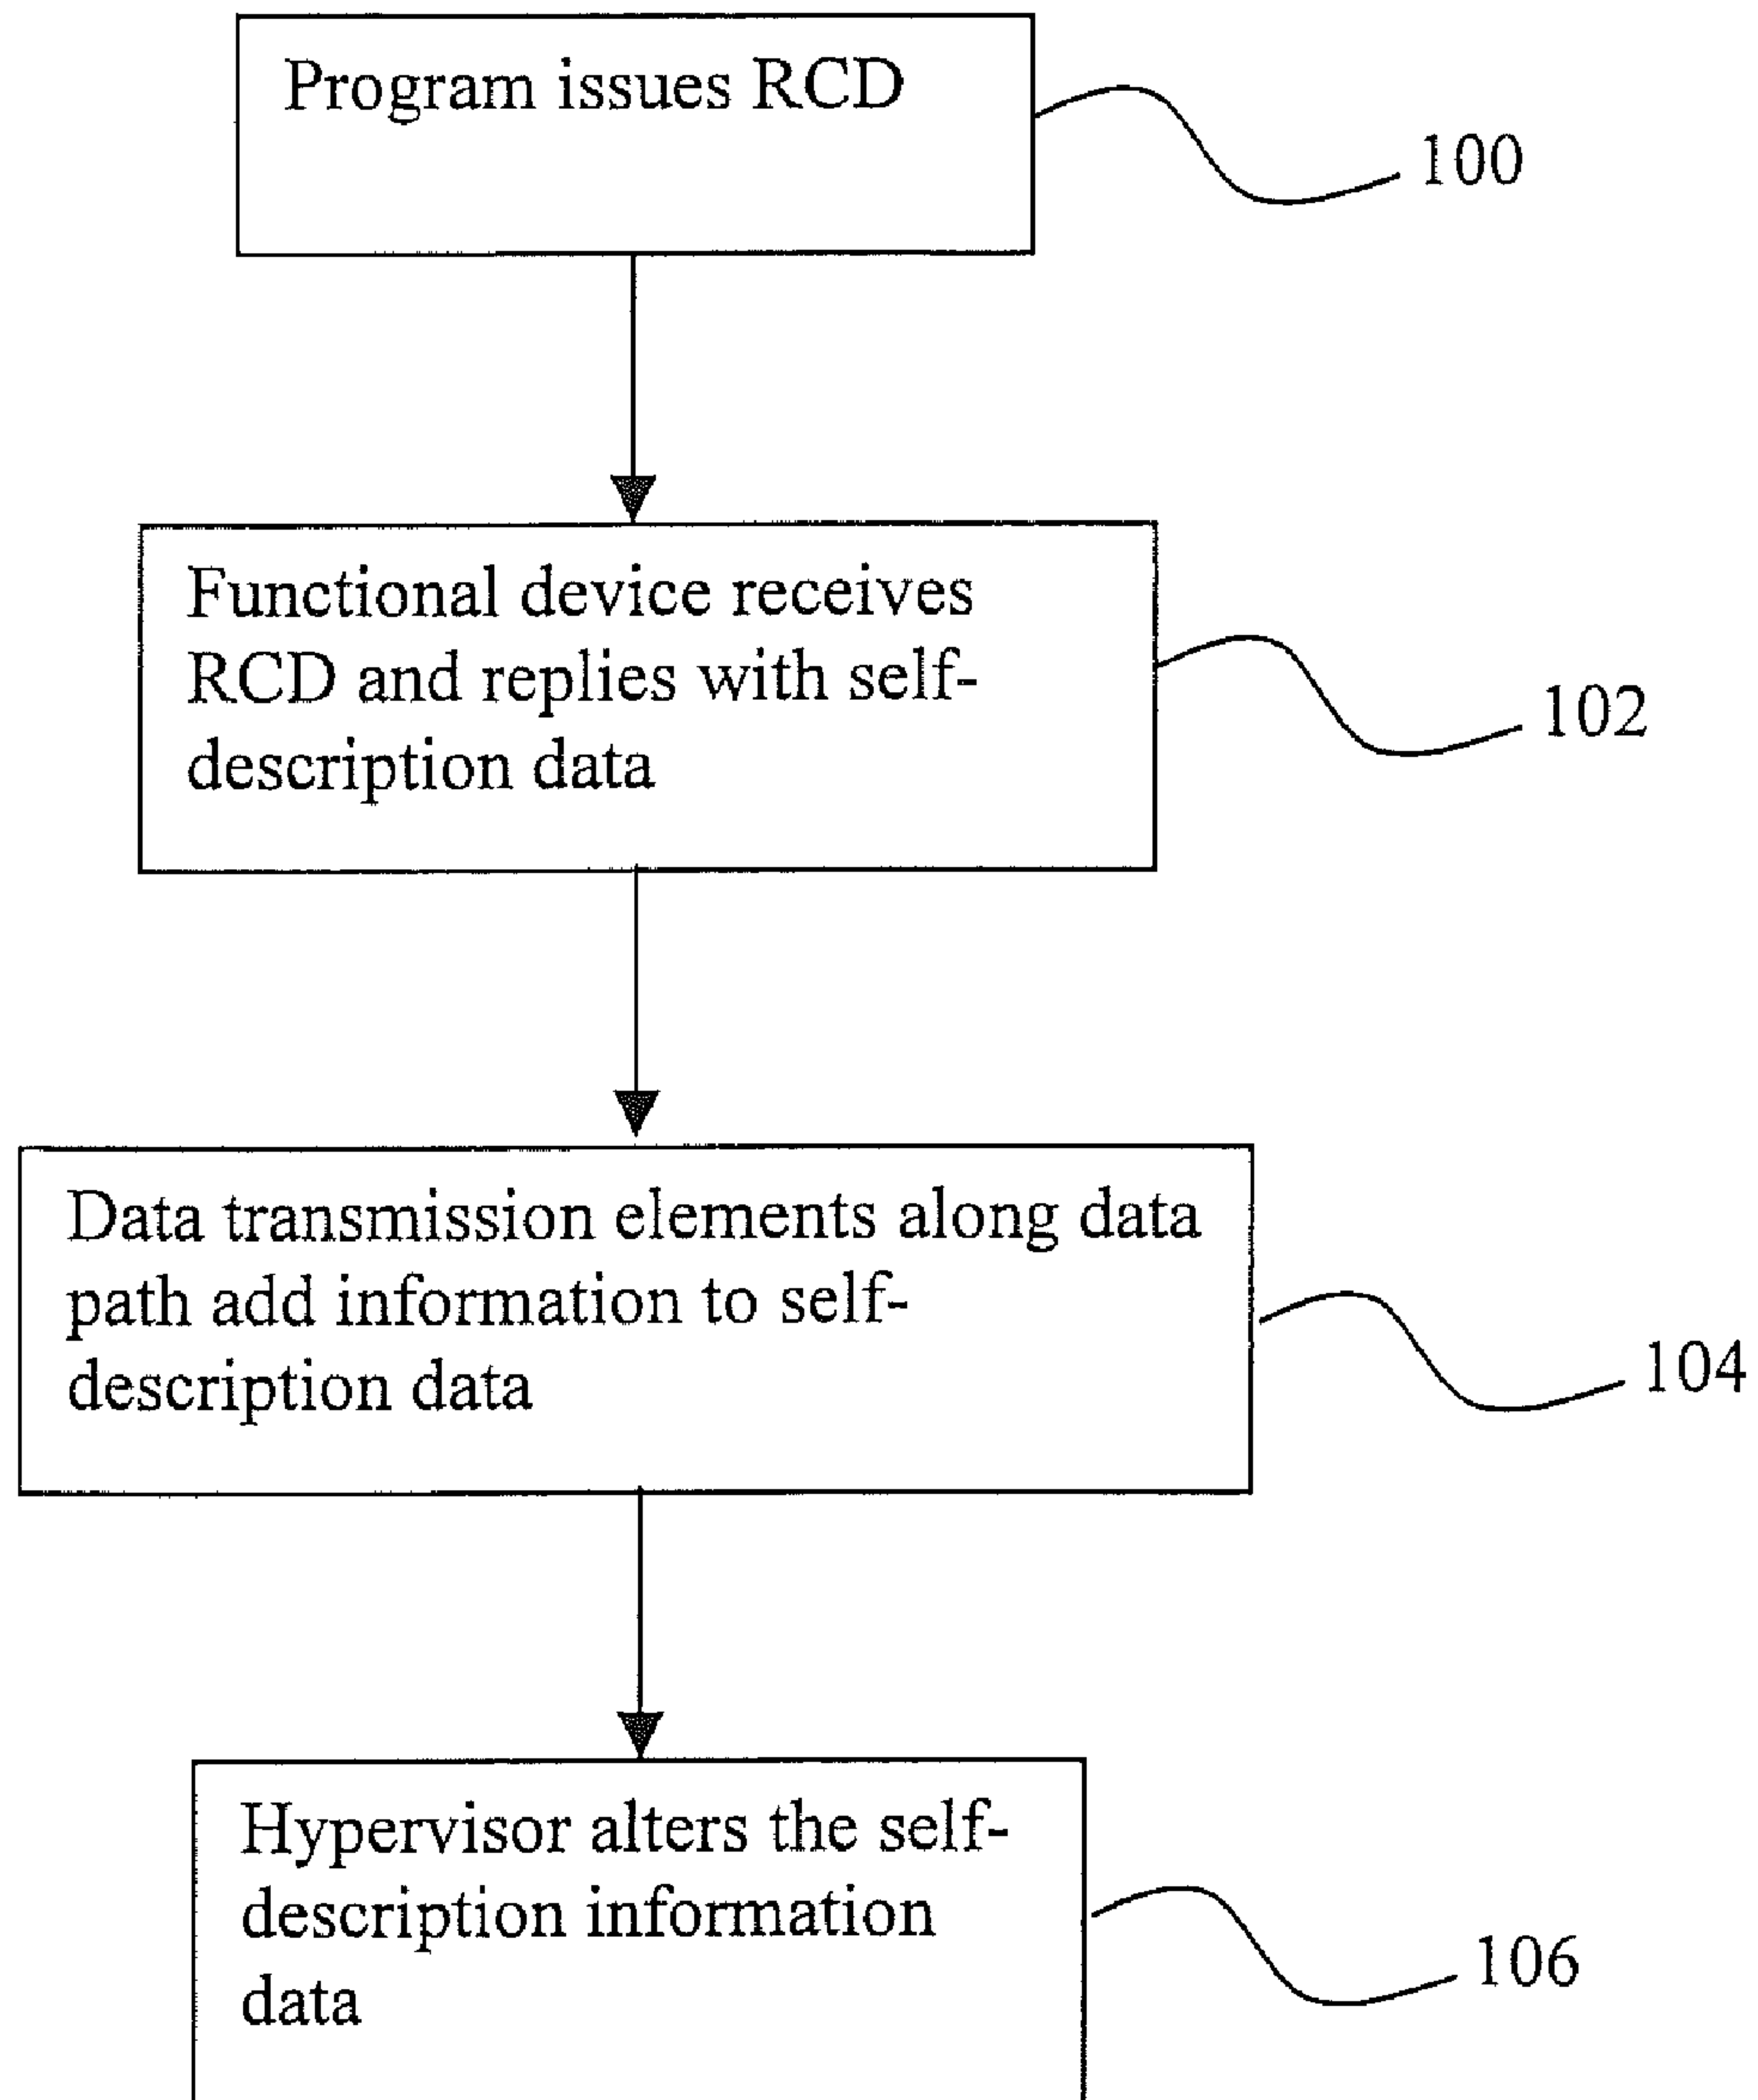 Program issues RCD
100
Functional device receives
RCD and replies with self-
description data
102
Data transmission elements along data
path add information to self-
description data
104
Hypervisor alters the self-
description information
data
106